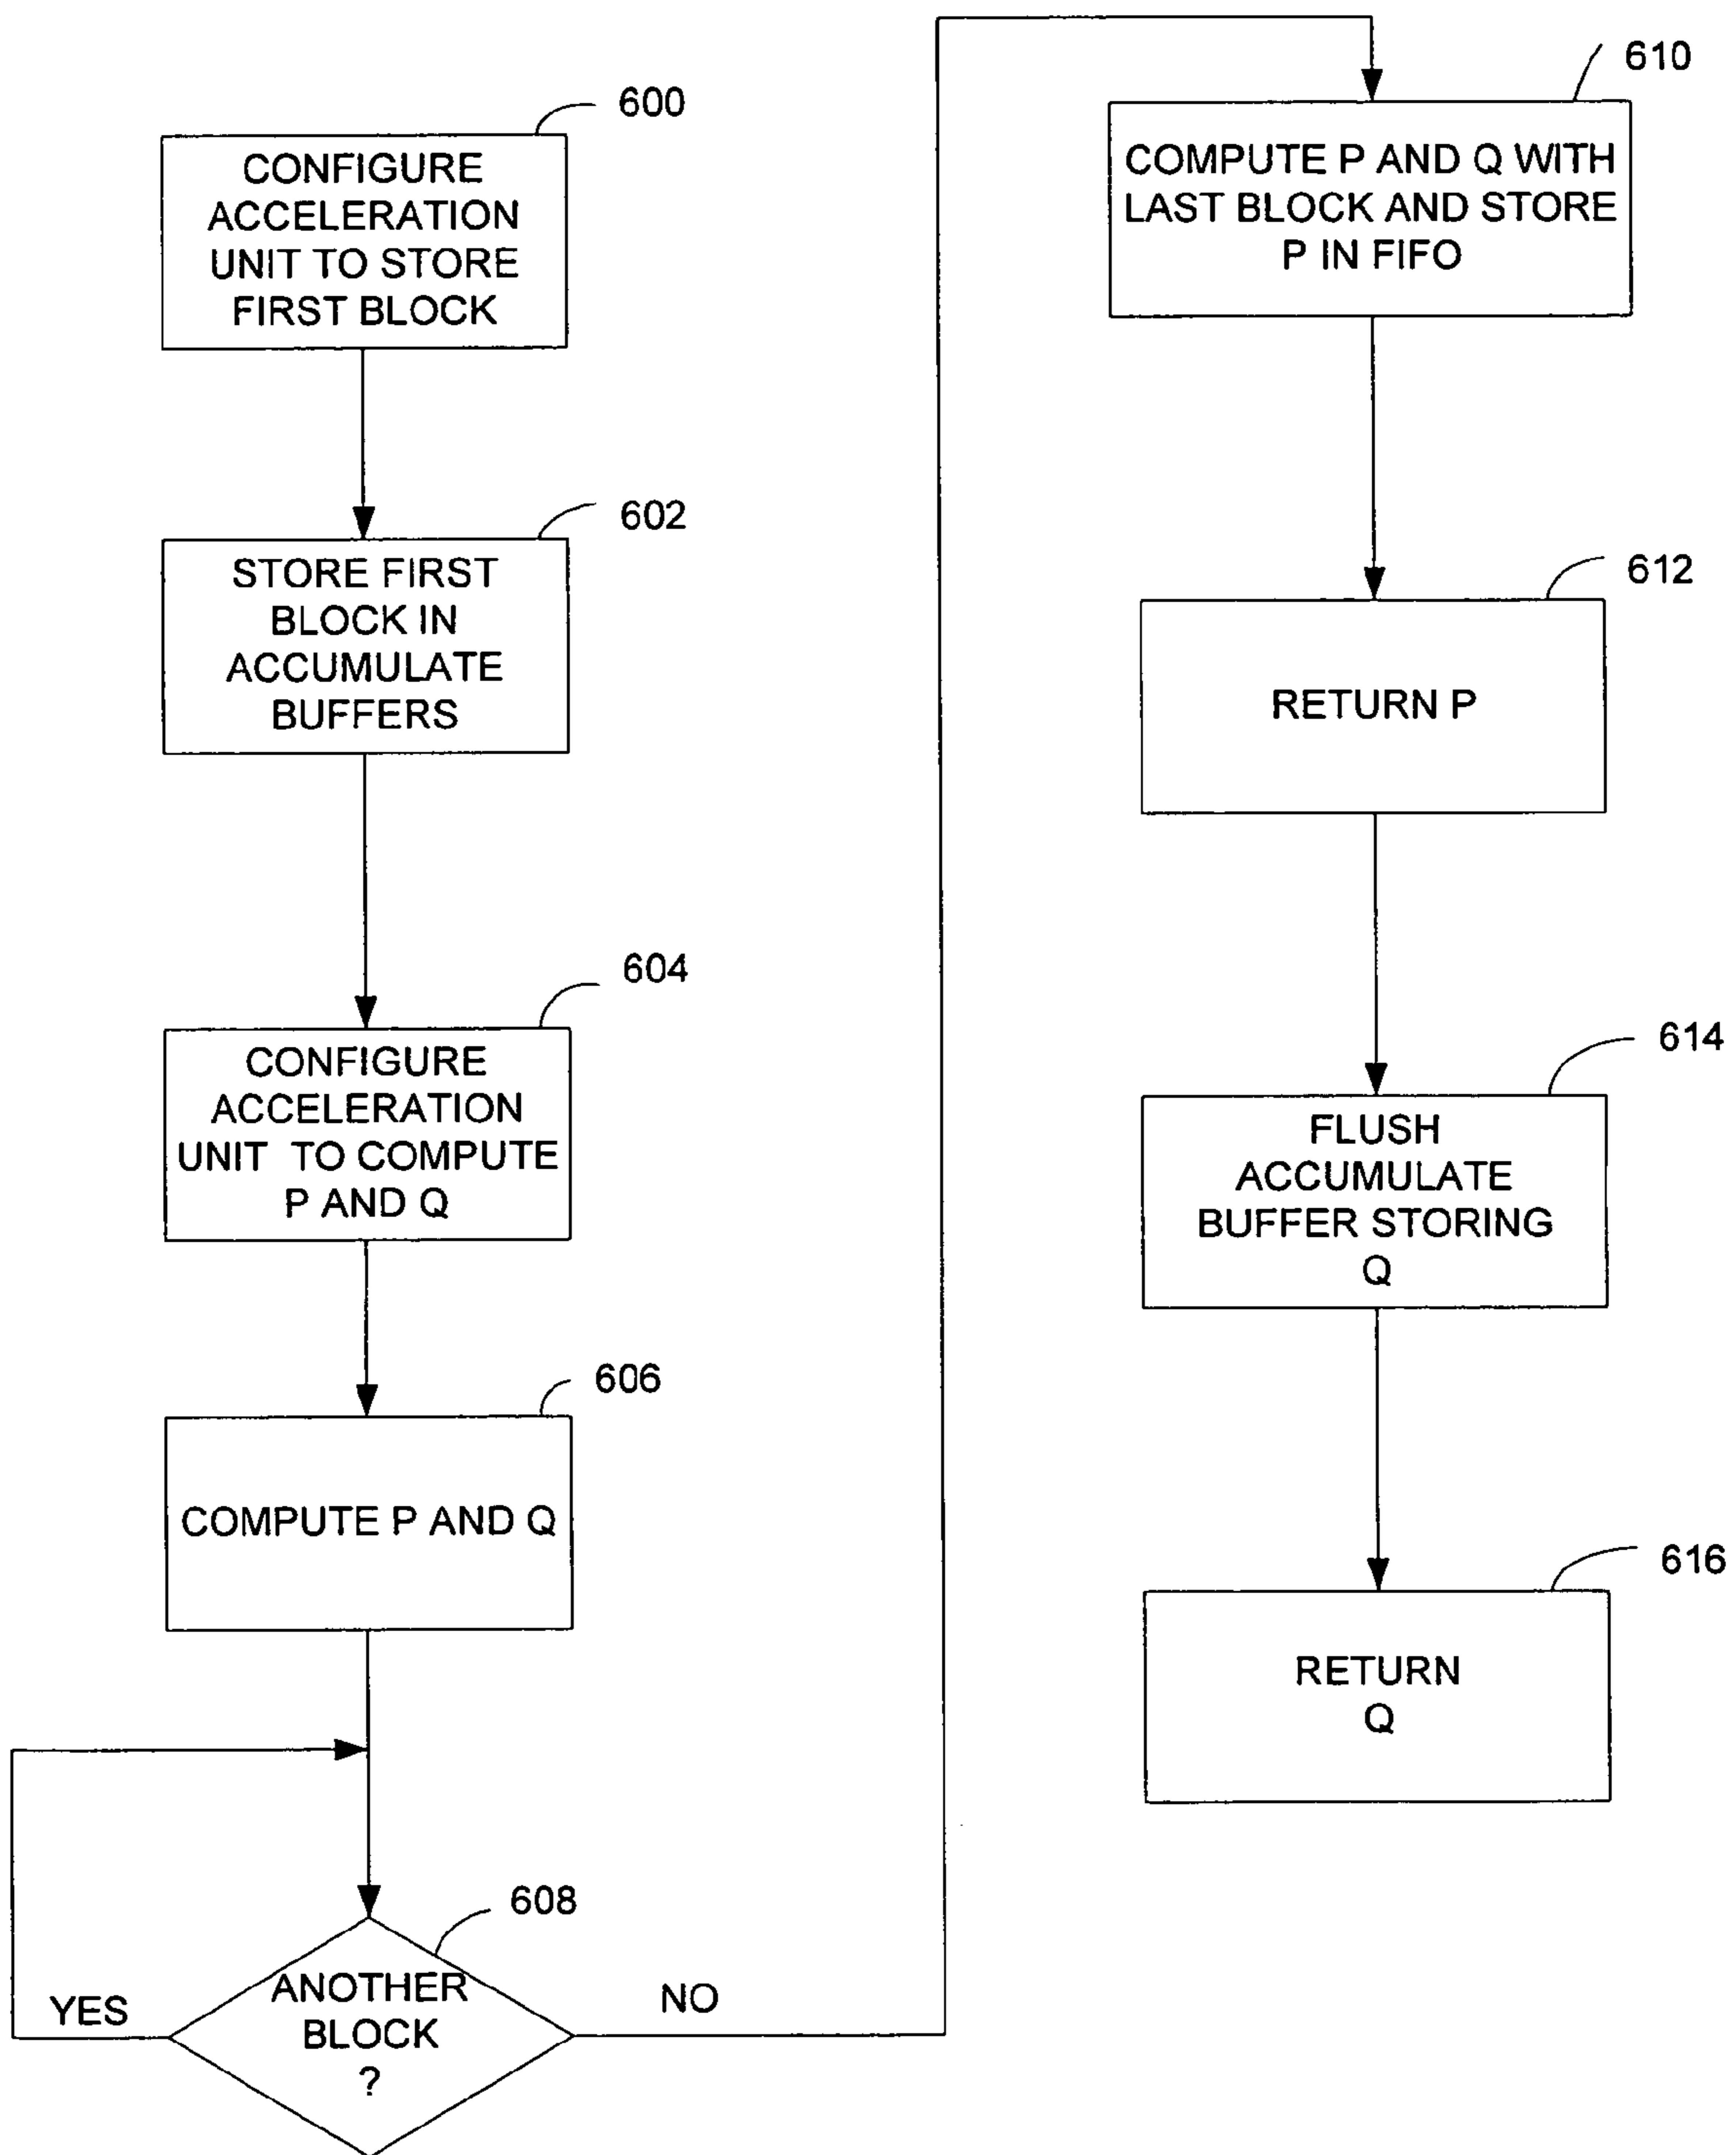 600
CONFIGURE
ACCELERATION
UNIT TO STORE
FIRST BLOCK
602
STORE FIRST
BLOCK IN
ACCUMULATE
BUFFERS
604
CONFIGURE
ACCELERATION
UNIT TO COMPUTE
P AND Q
606
COMPUTE P AND Q
608
ANOTHER
BLOCK
?
YES
NO
610
COMPUTE P AND Q WITH
LAST BLOCK AND STORE
P IN FIFO
612
RETURN P
614
FLUSH
ACCUMULATE
BUFFER STORING
Q
616
RETURN
Q